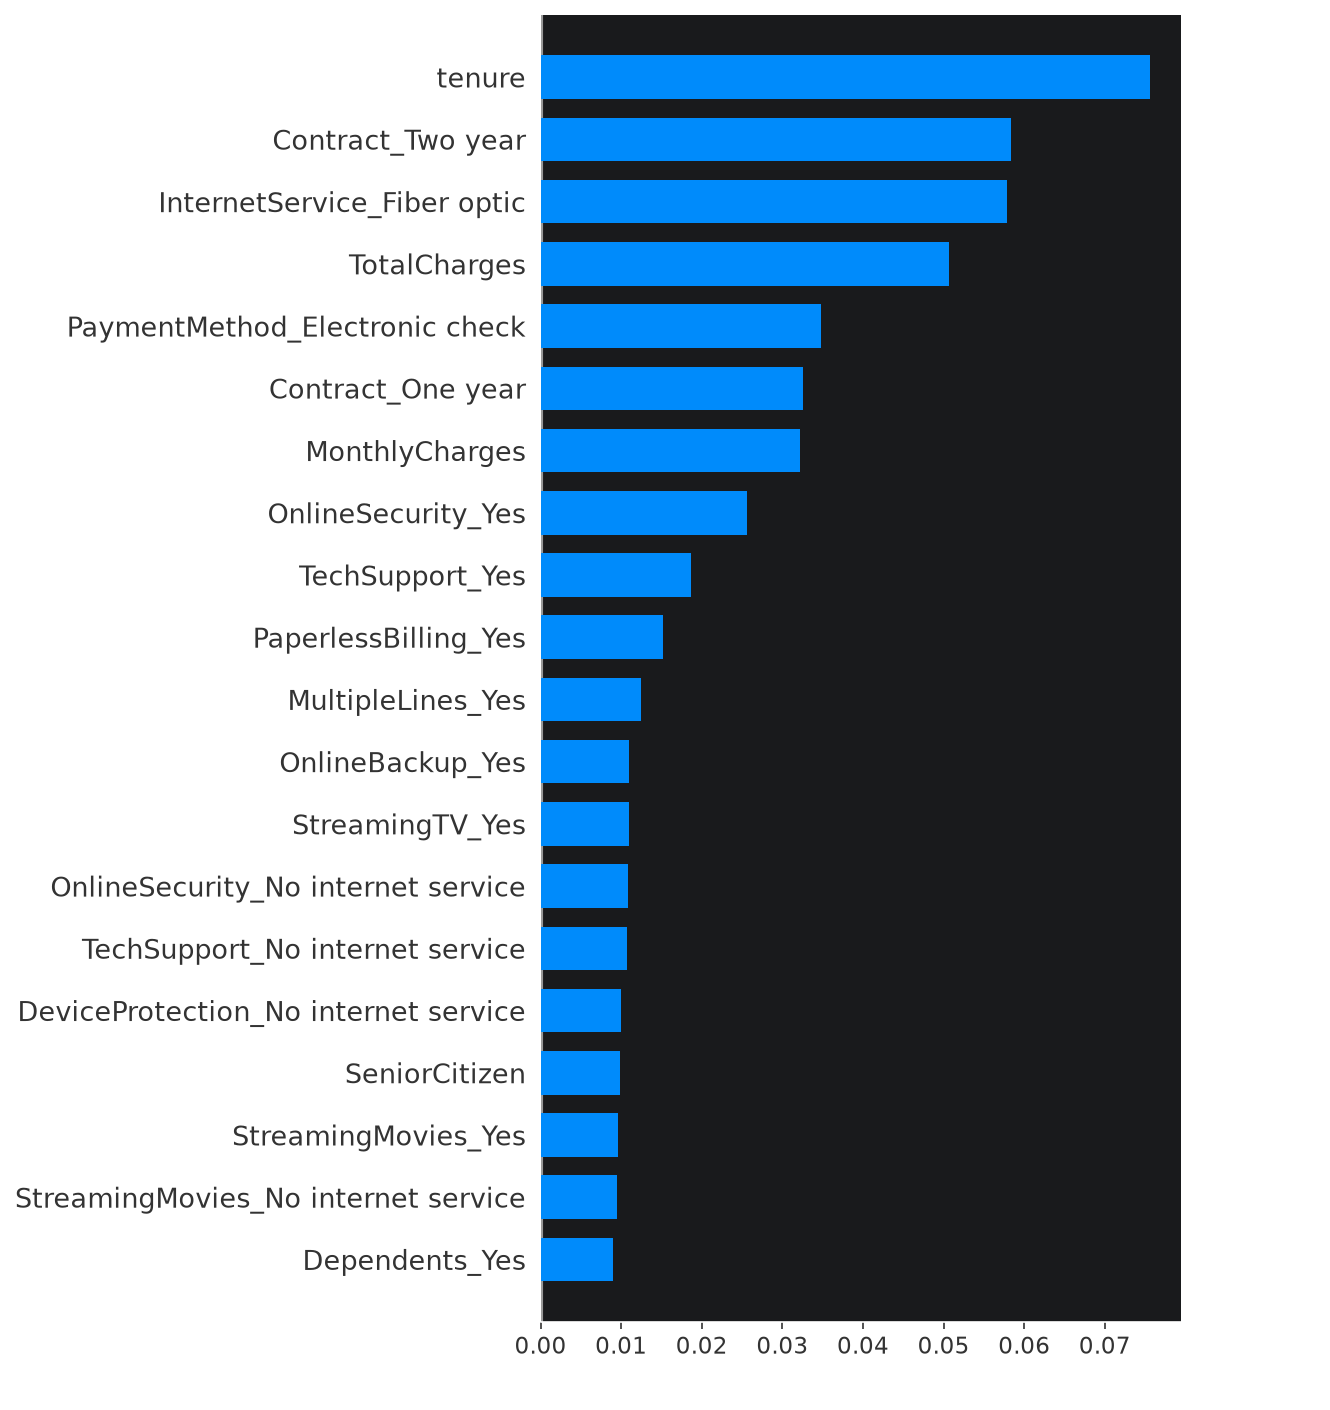 tenure
Contract_Two year
InternetService_Fiber optic
TotalCharges
PaymentMethod_Electronic check
Contract_One year
MonthlyCharges
OnlineSecurity_Yes
TechSupport_Yes
PaperlessBilling_Yes
MultipleLines_Yes
OnlineBackup_Yes
StreamingTV_Yes
OnlineSecurity_No internet service
TechSupport_No internet service
DeviceProtection_No internet service
SeniorCitizen
StreamingMovies_Yes
StreamingMovies_No internet service
Dependents_Yes
0.00 0.01 0.02 0.03 0.04 0.05 0.06 0.07